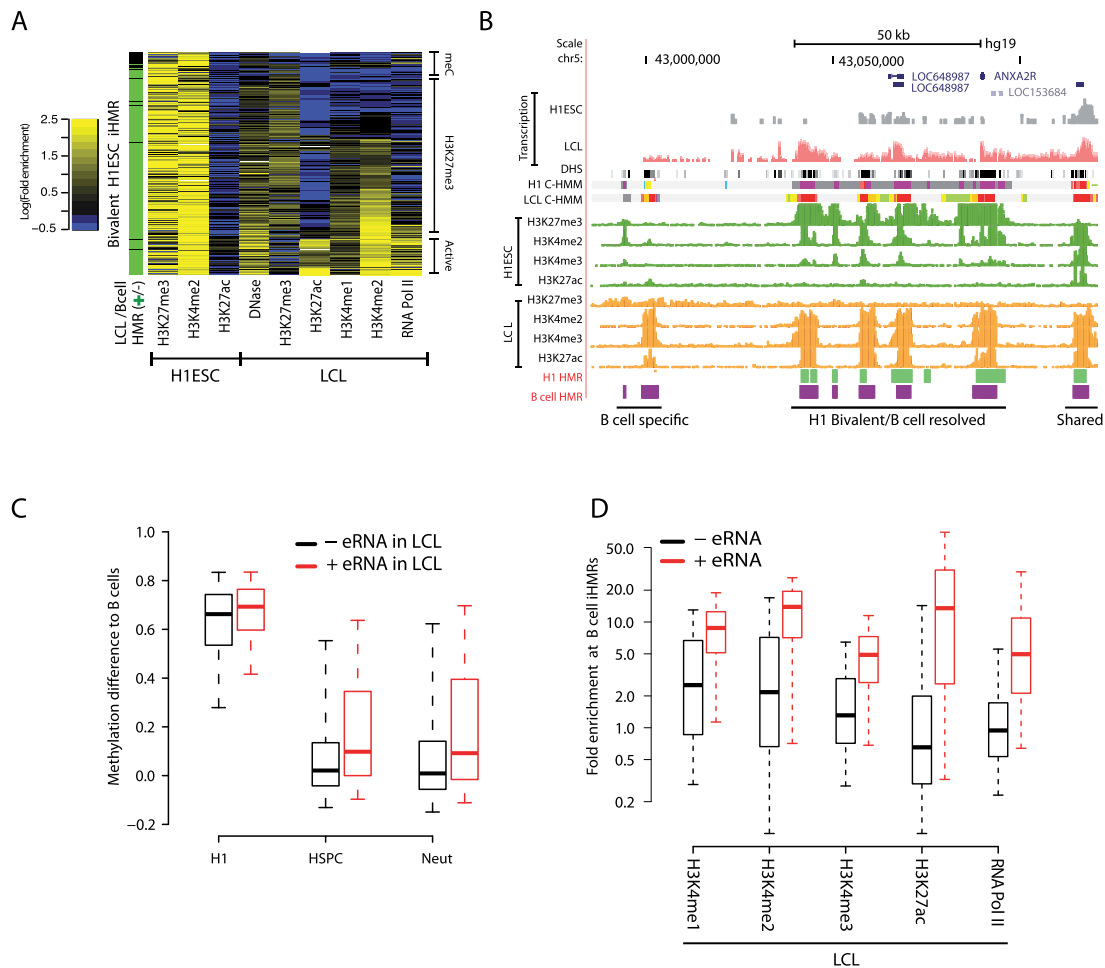 A
Log(Fold enrichment)
2.5
1.5
0.5
−0.5
Bivalent H1ESC iHMR
meC
H3K27me3
Active
LCL /Bcell
HMR (+/−)
H3K27me3
H3K4me2
H3K27ac
DNase
H3K27me3
H3K27ac
H3K4me1
H3K4me2
RNA Pol II
H1ESC
LCL
B
Scale
50 kb
hg19
chr5:
43,000,000
43,050,000
LOC648987
ANXA2R
LOC648987
LOC153684
Transcription
H1ESC
LCL
DHS
H1 C-HMM
LCL C-HMM
H1ESC
H3K27me3
H3K4me2
H3K4me3
H3K27ac
LCL
H3K27me3
H3K4me2
H3K4me3
H3K27ac
H1 HMR
B cell HMR
B cell specific
H1 Bivalent/B cell resolved
Shared
C
Methylation difference to B cells
1.0
0.8
0.6
0.4
0.2
0.0
−0.2
− eRNA in LCL
+ eRNA in LCL
H1
HSPC
Neut
D
Fold enrichment at B cell iHMRs
50.0
20.0
10.0
5.0
2.0
1.0
0.5
0.2
− eRNA
+ eRNA
H3K4me1
H3K4me2
H3K4me3
H3K27ac
RNA Pol II
LCL